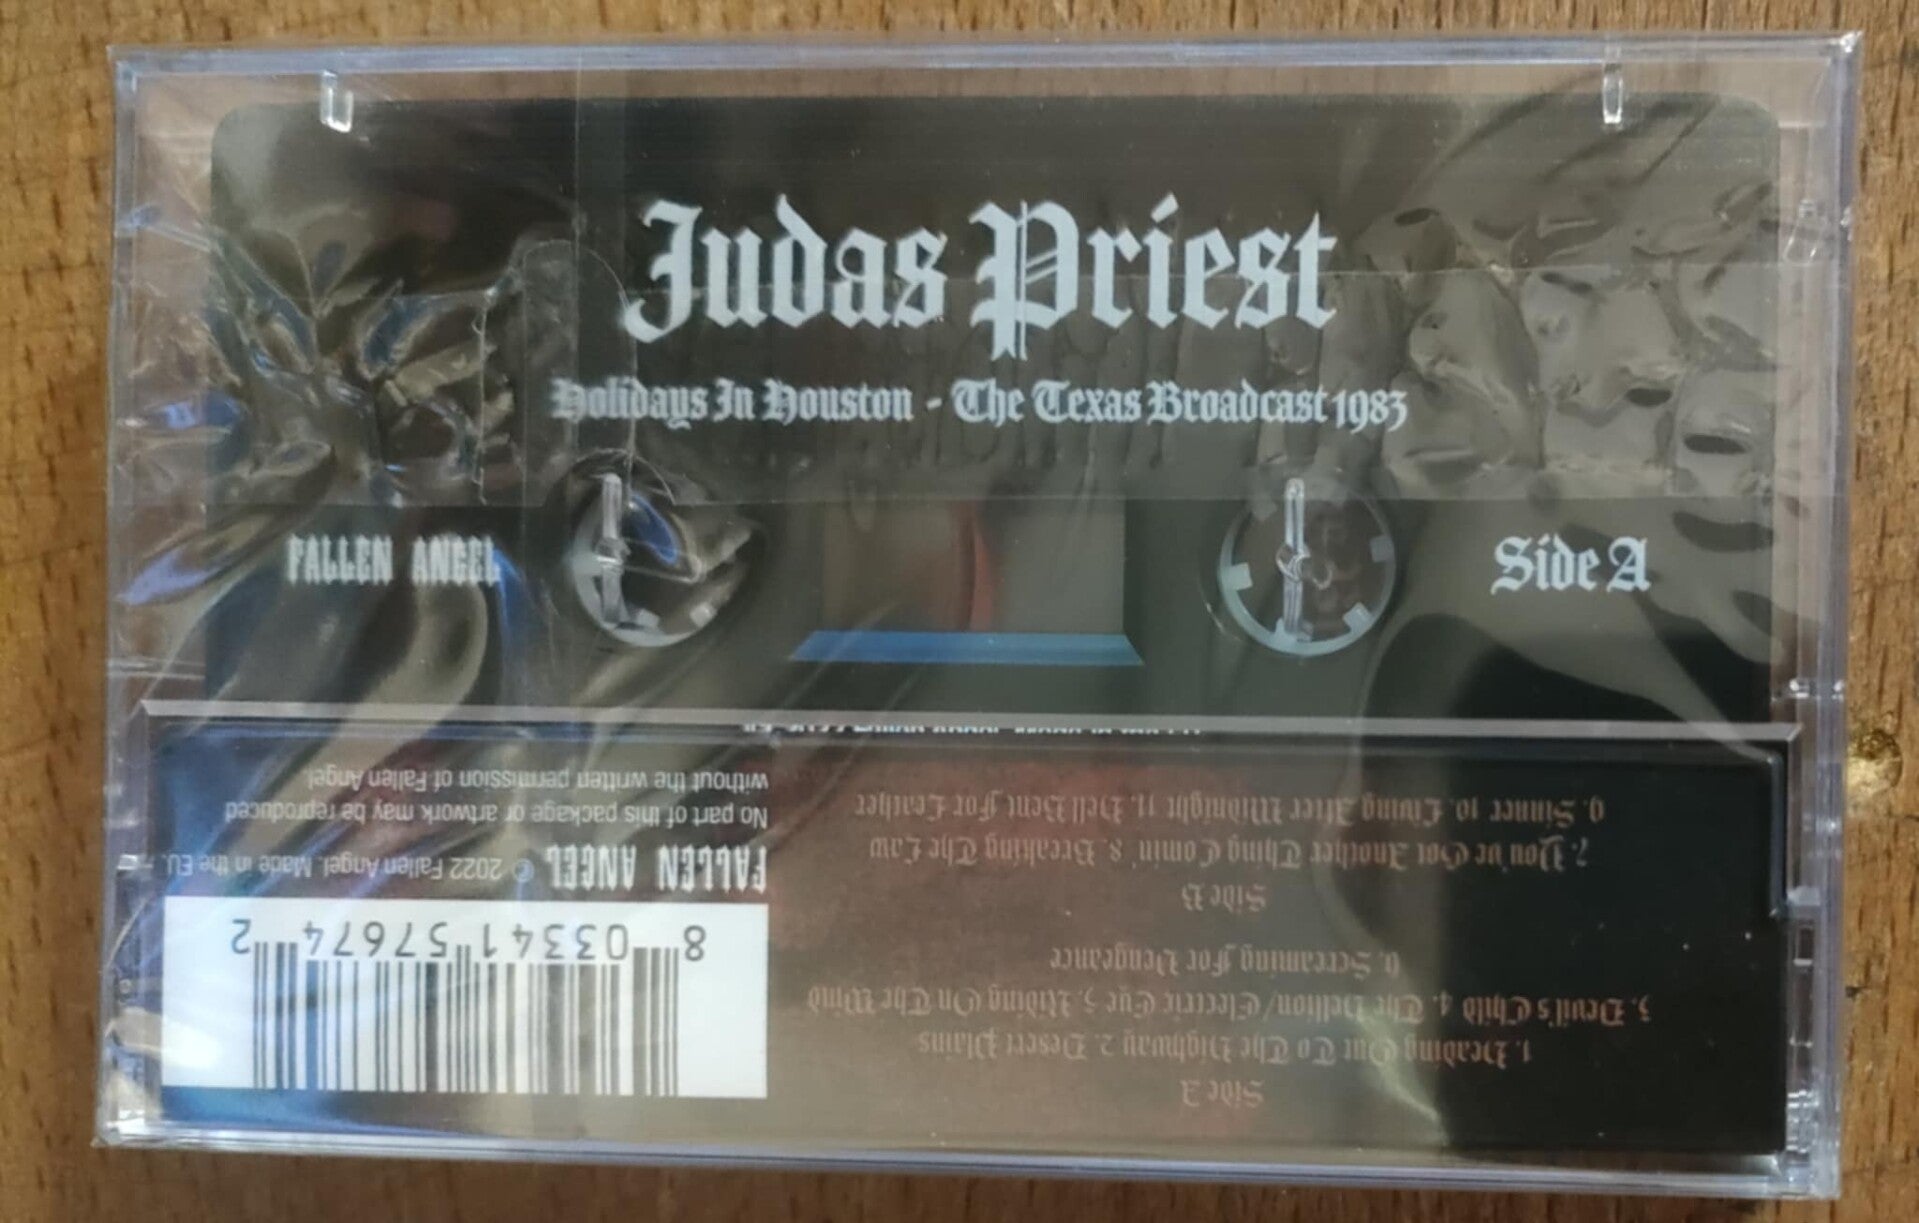 Judas Priest
Holidays In Houston - The Texas Broadcast 1983
FALLEN ANGEL
Side A
Side A
1. Heading Out To The Highway 2. Desert Plains
3. Devil's Child 4. The Hellion/Electric Eye 5. Riding On The Wind
6. Screaming For Vengeance
Side B
7. You've Got Another Thing Comin' 8. Breaking The Law
9. Sinner 10. Living After Midnight 11. Hell Bent For Leather
8 03341 57674 2
FALLEN ANGEL © 2022 Fallen Angel. Made in the EU.
No part of this package or artwork may be reproduced
without the written permission of Fallen Angel.